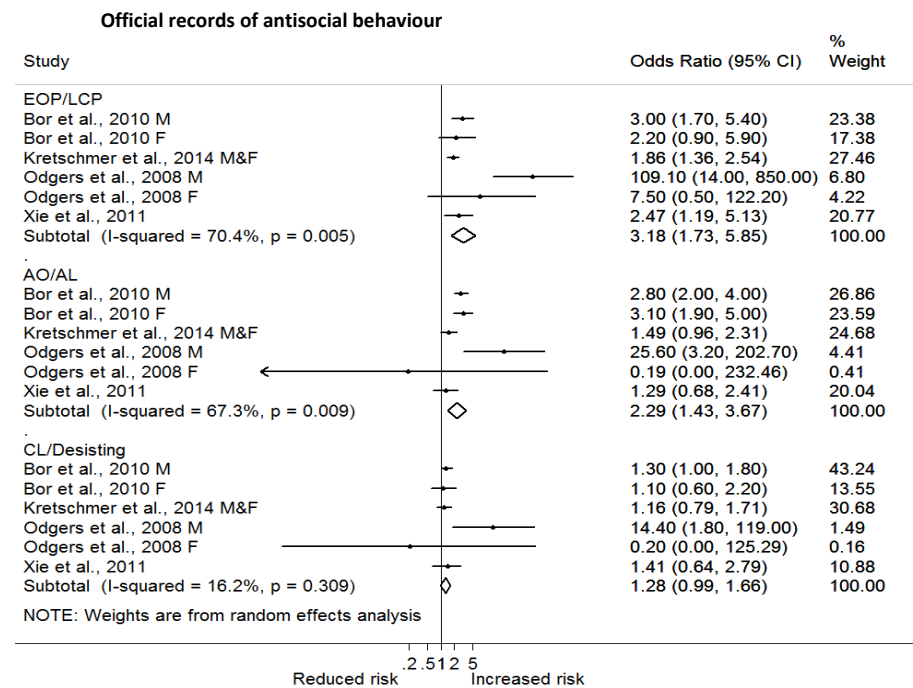 Official records of antisocial behaviour
%
Study Odds Ratio (95% CI) Weight
EOP/LCP
Bor et al., 2010 M 3.00 (1.70, 5.40) 23.38
Bor et al., 2010 F 2.20 (0.90, 5.90) 17.38
Kretschmer et al., 2014 M&F 1.86 (1.36, 2.54) 27.46
Odgers et al., 2008 M 109.10 (14.00, 850.00) 6.80
Odgers et al., 2008 F 7.50 (0.50, 122.20) 4.22
Xie et al., 2011 2.47 (1.19, 5.13) 20.77
Subtotal (I-squared = 70.4%, p = 0.005) 3.18 (1.73, 5.85) 100.00
.
AO/AL
Bor et al., 2010 M 2.80 (2.00, 4.00) 26.86
Bor et al., 2010 F 3.10 (1.90, 5.00) 23.59
Kretschmer et al., 2014 M&F 1.49 (0.96, 2.31) 24.68
Odgers et al., 2008 M 25.60 (3.20, 202.70) 4.41
Odgers et al., 2008 F 0.19 (0.00, 232.46) 0.41
Xie et al., 2011 1.29 (0.68, 2.41) 20.04
Subtotal (I-squared = 67.3%, p = 0.009) 2.29 (1.43, 3.67) 100.00
.
CL/Desisting
Bor et al., 2010 M 1.30 (1.00, 1.80) 43.24
Bor et al., 2010 F 1.10 (0.60, 2.20) 13.55
Kretschmer et al., 2014 M&F 1.16 (0.79, 1.71) 30.68
Odgers et al., 2008 M 14.40 (1.80, 119.00) 1.49
Odgers et al., 2008 F 0.20 (0.00, 125.29) 0.16
Xie et al., 2011 1.41 (0.64, 2.79) 10.88
Subtotal (I-squared = 16.2%, p = 0.309) 1.28 (0.99, 1.66) 100.00
NOTE: Weights are from random effects analysis
.2 .5 1 2 5
Reduced risk Increased risk